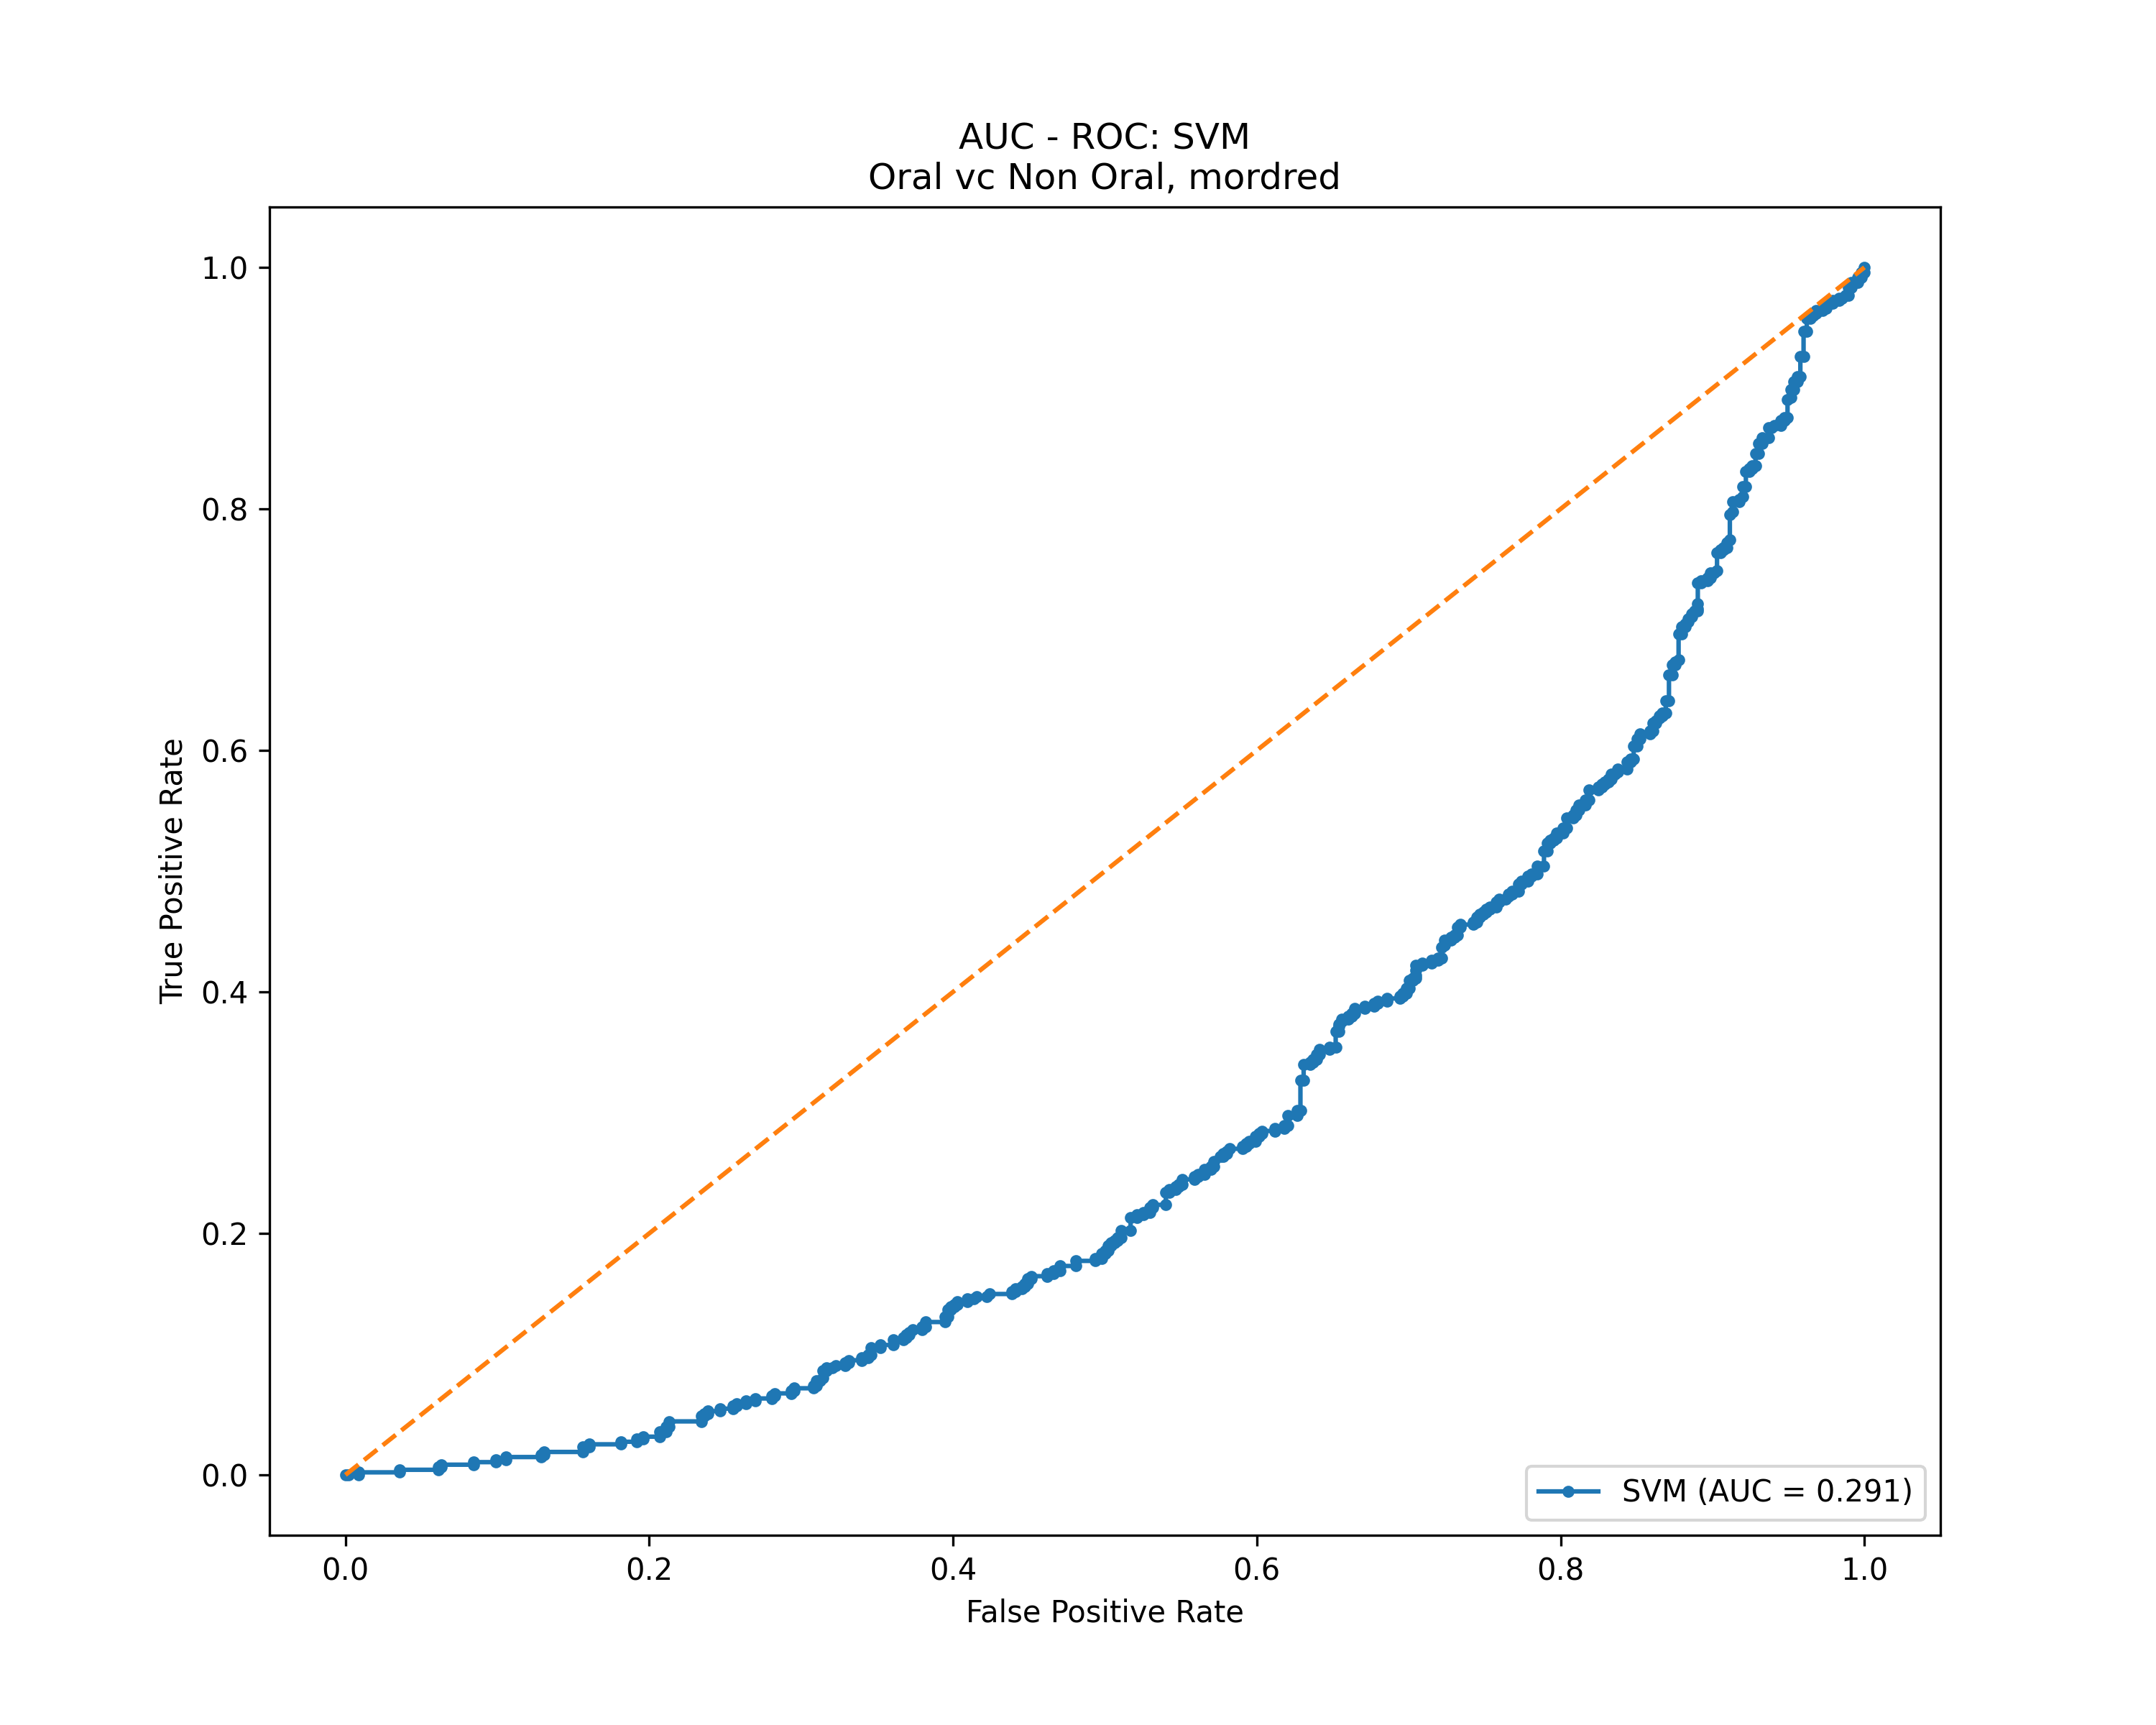 AUC - ROC: SVM
Oral vc Non Oral, mordred
True Positive Rate
1.0
0.8
0.6
0.4
0.2
0.0
SVM (AUC = 0.291)
0.0 0.2 0.4 0.6 0.8 1.0
False Positive Rate